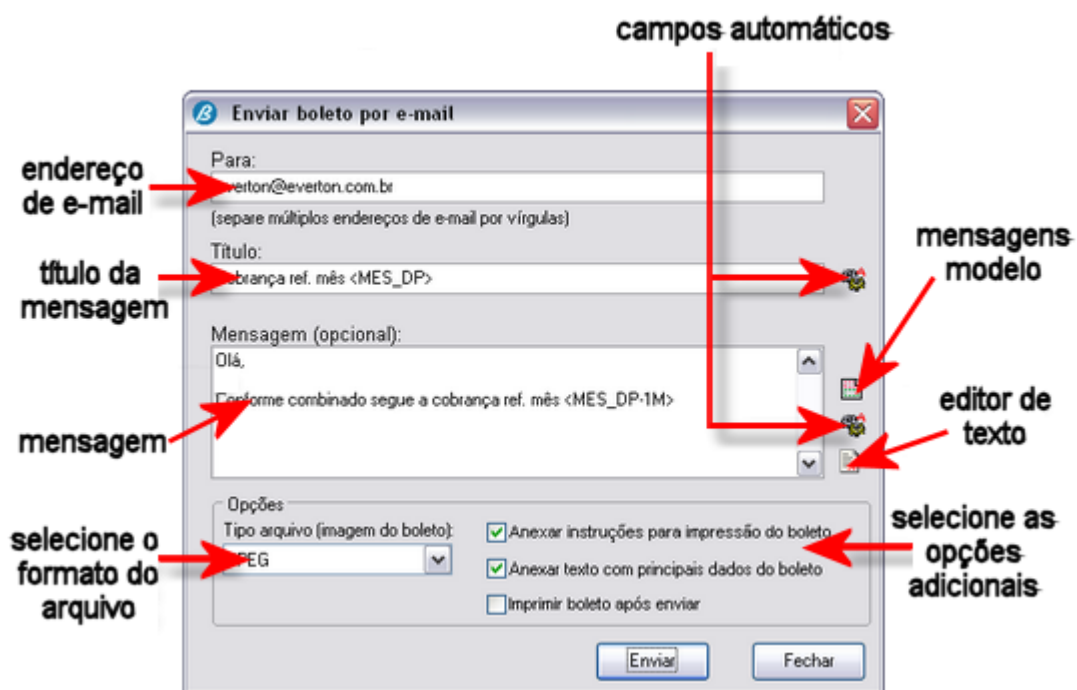 campos automáticos
Enviar boleto por e-mail
endereço
de e-mail
Para:
everton@everton.com.br
(separe múltiplos endereços de e-mail por vírgulas)
título da
mensagem
Título:
Cobrança ref. mês <MES_DP>
mensagens
modelo
Mensagem (opcional):
Olá,
Conforme combinado segue a cobrança ref. mês <MES_DP-1M>
mensagem
editor de
texto
Opções
selecione o
formato do
arquivo
Tipo arquivo (imagem do boleto):
JPEG
Anexar instruções para impressão do boleto
Anexar texto com principais dados do boleto
Imprimir boleto após enviar
selecione as
opções
adicionais
Enviar
Fechar